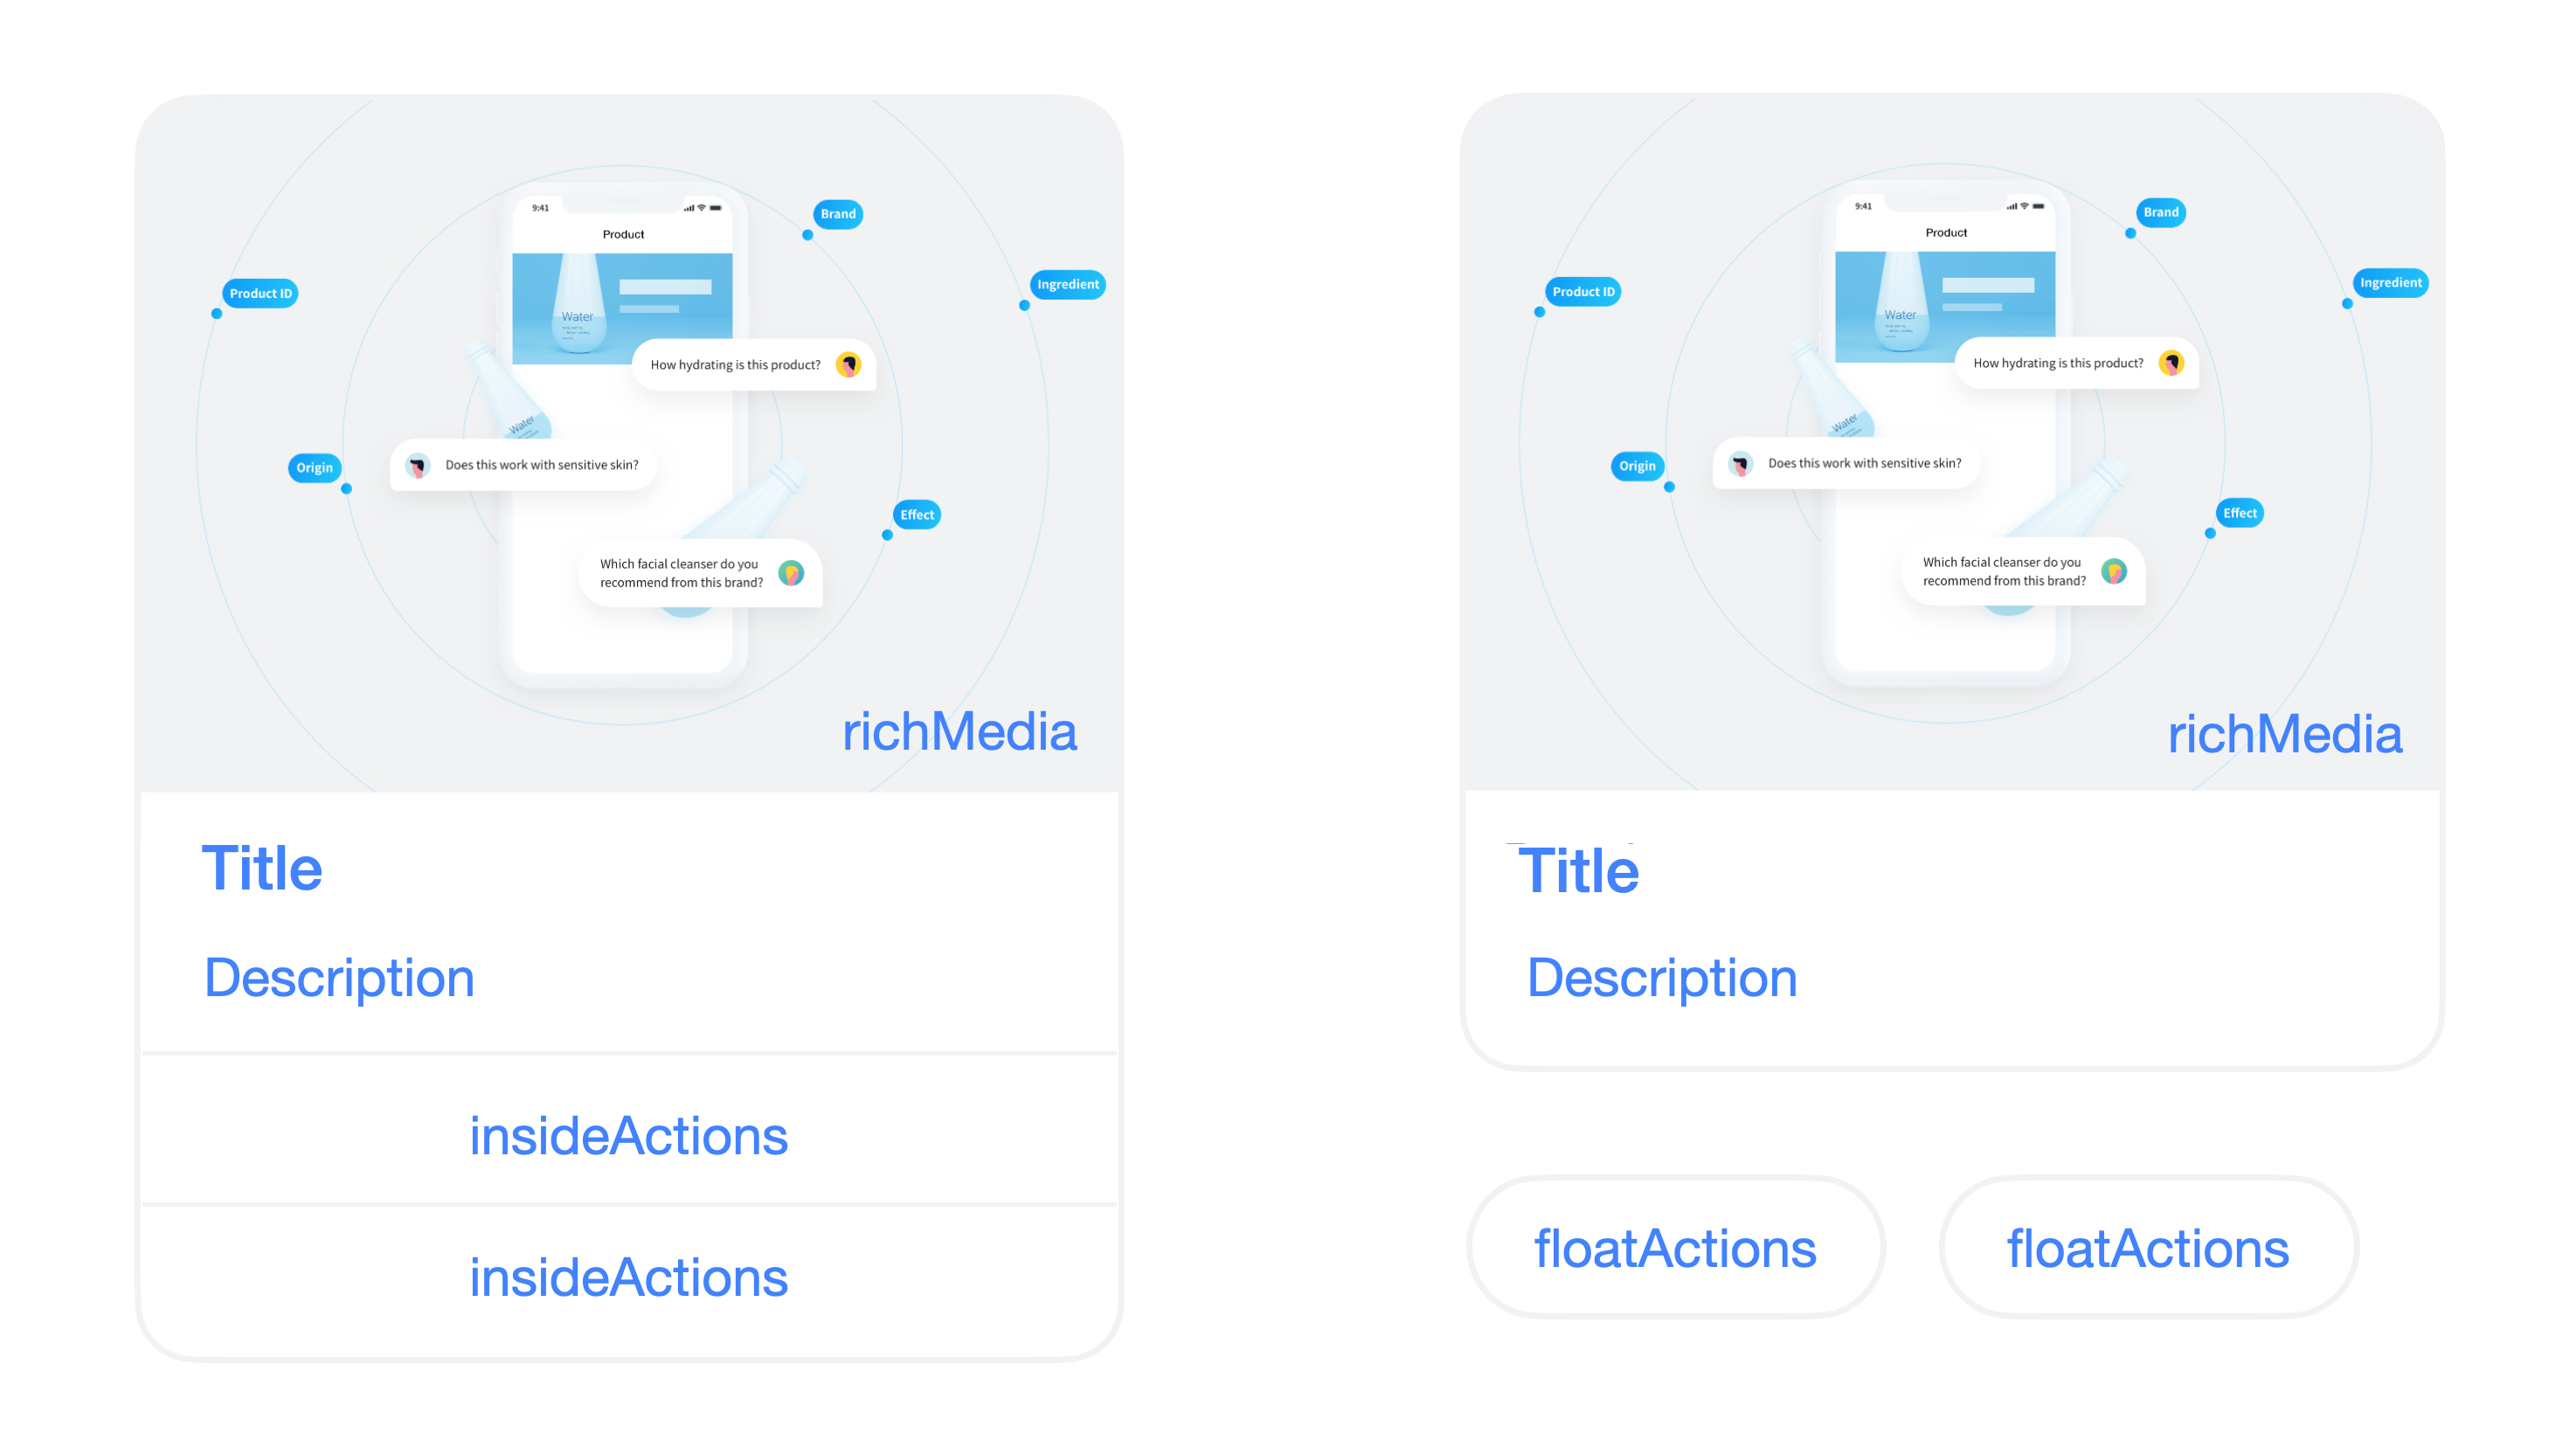 9:41
Product
Brand
Product ID
Ingredient
Water
How hydrating is this product?
Water
Does this work with sensitive skin?
Origin
Effect
Which facial cleanser do you
recommend from this brand?
richMedia
Title
Description
insideActions
insideActions
9:41
Product
Brand
Product ID
Ingredient
Water
How hydrating is this product?
Water
Does this work with sensitive skin?
Origin
Effect
Which facial cleanser do you
recommend from this brand?
richMedia
Title
Description
floatActions
floatActions